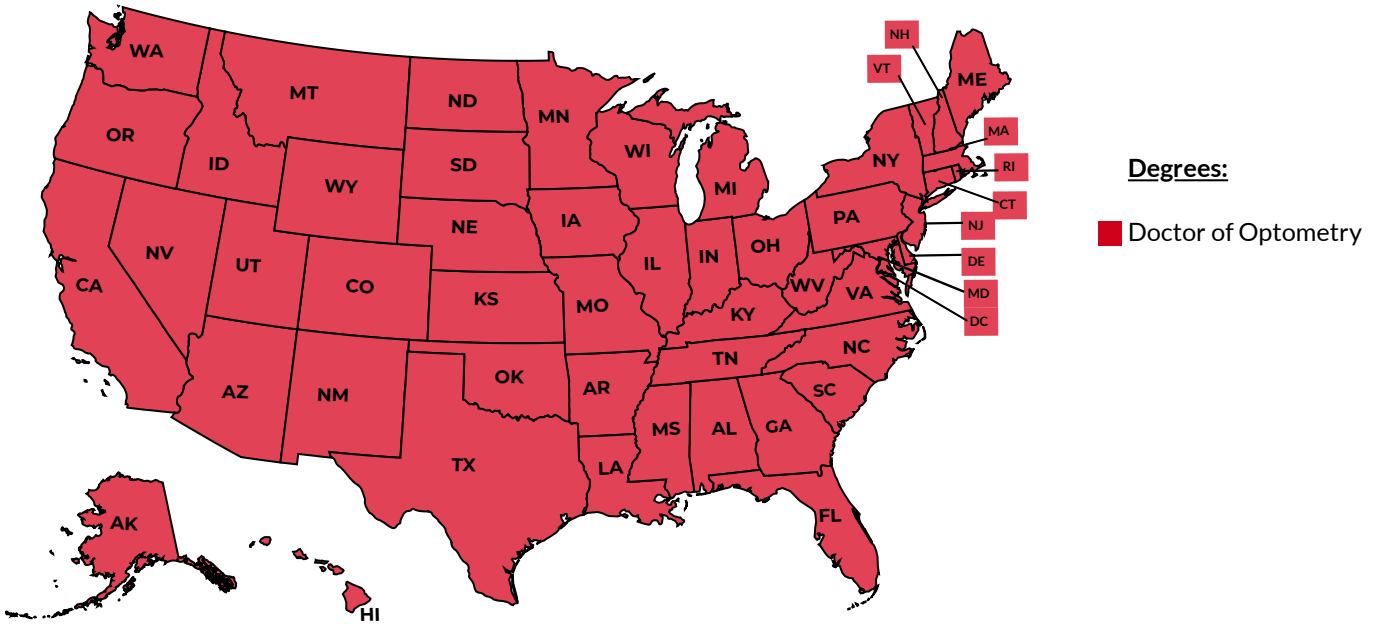 WA
MT
ND
MN
OR
ID
WY
SD
WI
MI
NY
VT
NH
ME
MA
RI
CT
NJ
DE
MD
DC
CA
NV
UT
CO
NE
IA
KS
MO
IL
IN
OH
PA
WV
VA
KY
AZ
NM
OK
AR
TN
NC
SC
TX
LA
MS
AL
GA
FL
AK
HI
Degrees:
Doctor of Optometry